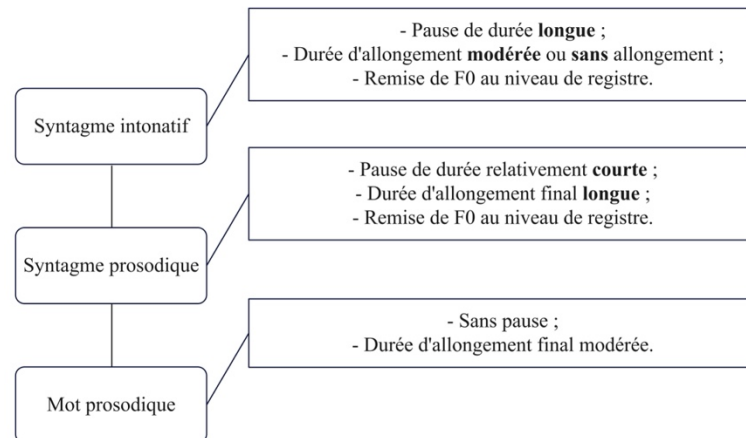 - Pause de durée longue ;
- Durée d'allongement modérée ou sans allongement ;
- Remise de F0 au niveau de registre.
Syntagme intonatif
- Pause de durée relativement courte ;
- Durée d'allongement final longue ;
- Remise de F0 au niveau de registre.
Syntagme prosodique
- Sans pause ;
- Durée d'allongement final modérée.
Mot prosodique